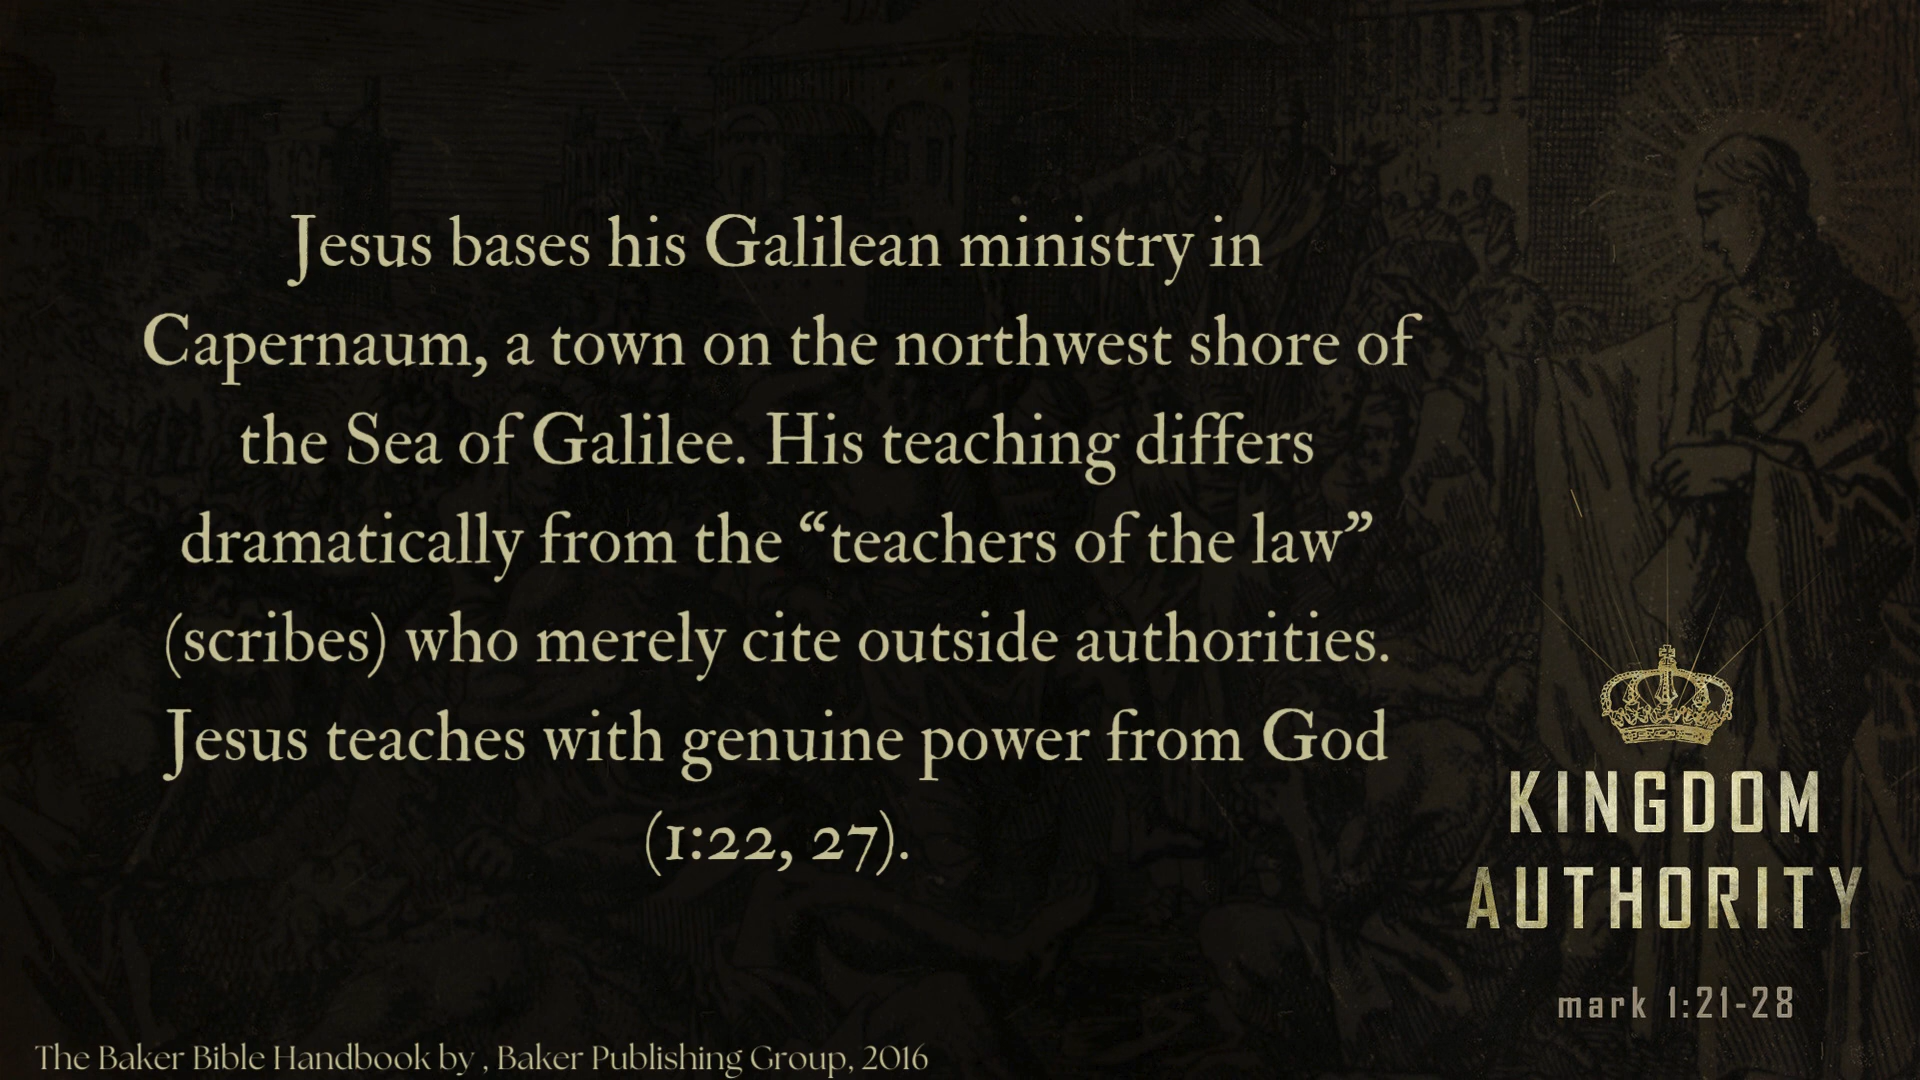 Jesus bases his Galilean ministry in
Capernaum, a town on the northwest shore of
the Sea of Galilee. His teaching differs
dramatically from the “teachers of the law”
(scribes) who merely cite outside authorities.
Jesus teaches with genuine power from God
(1:22, 27).
KINGDOM
AUTHORITY
mark 1:21-28
The Baker Bible Handbook by , Baker Publishing Group, 2016